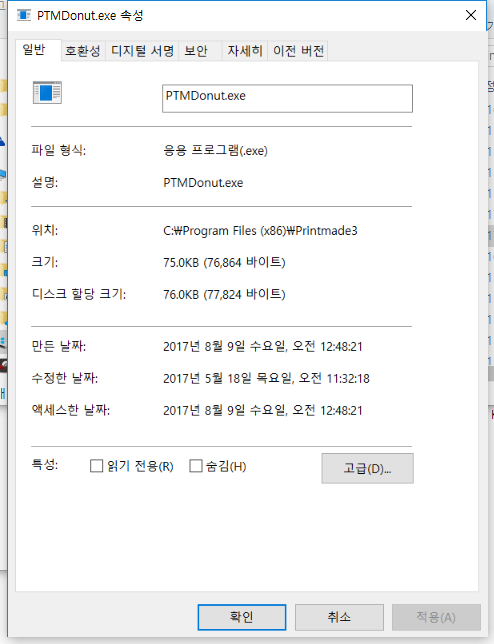 PTMDonut.exe 속성
일반 호환성 디지털 서명 보안 자세히 이전 버전
PTMDonut.exe
파일 형식: 응용 프로그램(.exe)
설명: PTMDonut.exe
위치: C:₩Program Files (x86)₩Printmade3
크기: 75.0KB (76,864 바이트)
디스크 할당 크기: 76.0KB (77,824 바이트)
만든 날짜: 2017년 8월 9일 수요일, 오전 12:48:21
수정한 날짜: 2017년 5월 18일 목요일, 오전 11:32:18
액세스한 날짜: 2017년 8월 9일 수요일, 오전 12:48:21
특성: 읽기 전용(R) 숨김(H) 고급(D)...
확인 취소 적용(A)